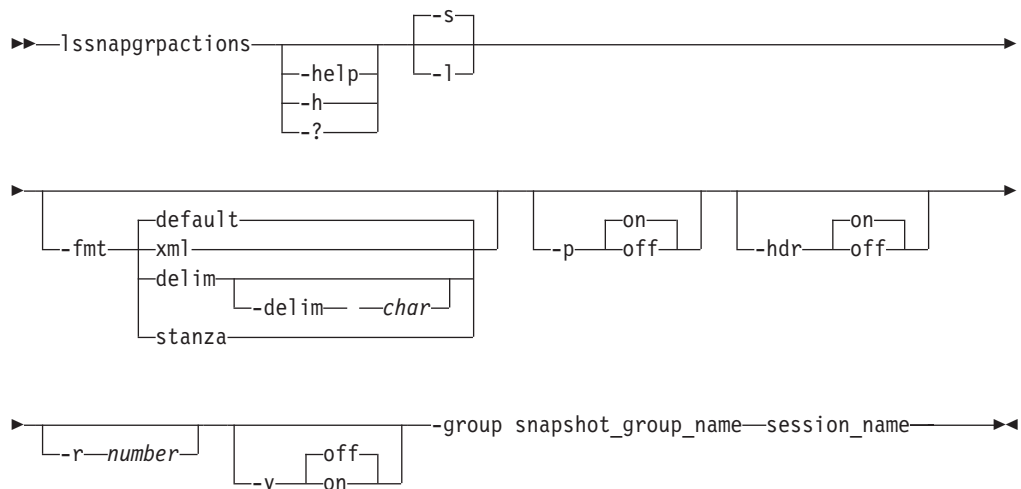 -s
lssnapgrpactions
-help
-l
-h
-?
default
on
on
-fmt
xml
-p
off
-hdr
off
delim
-delim
char
stanza
-group snapshot_group_name
session_name
-r
number
off
-v
on